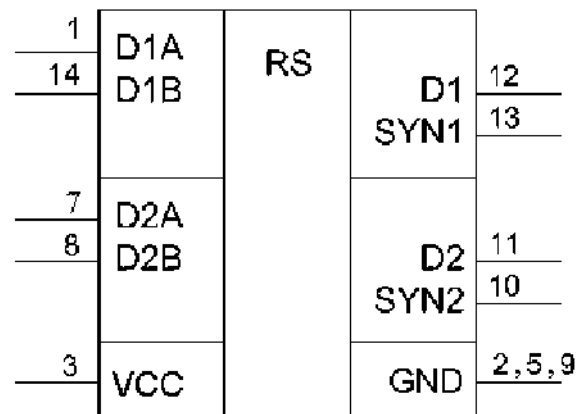 1 D1A RS
14 D1B D1 12
SYN1 13
7 D2A
8 D2B D2 11
SYN2 10
3 VCC GND 2,5,9